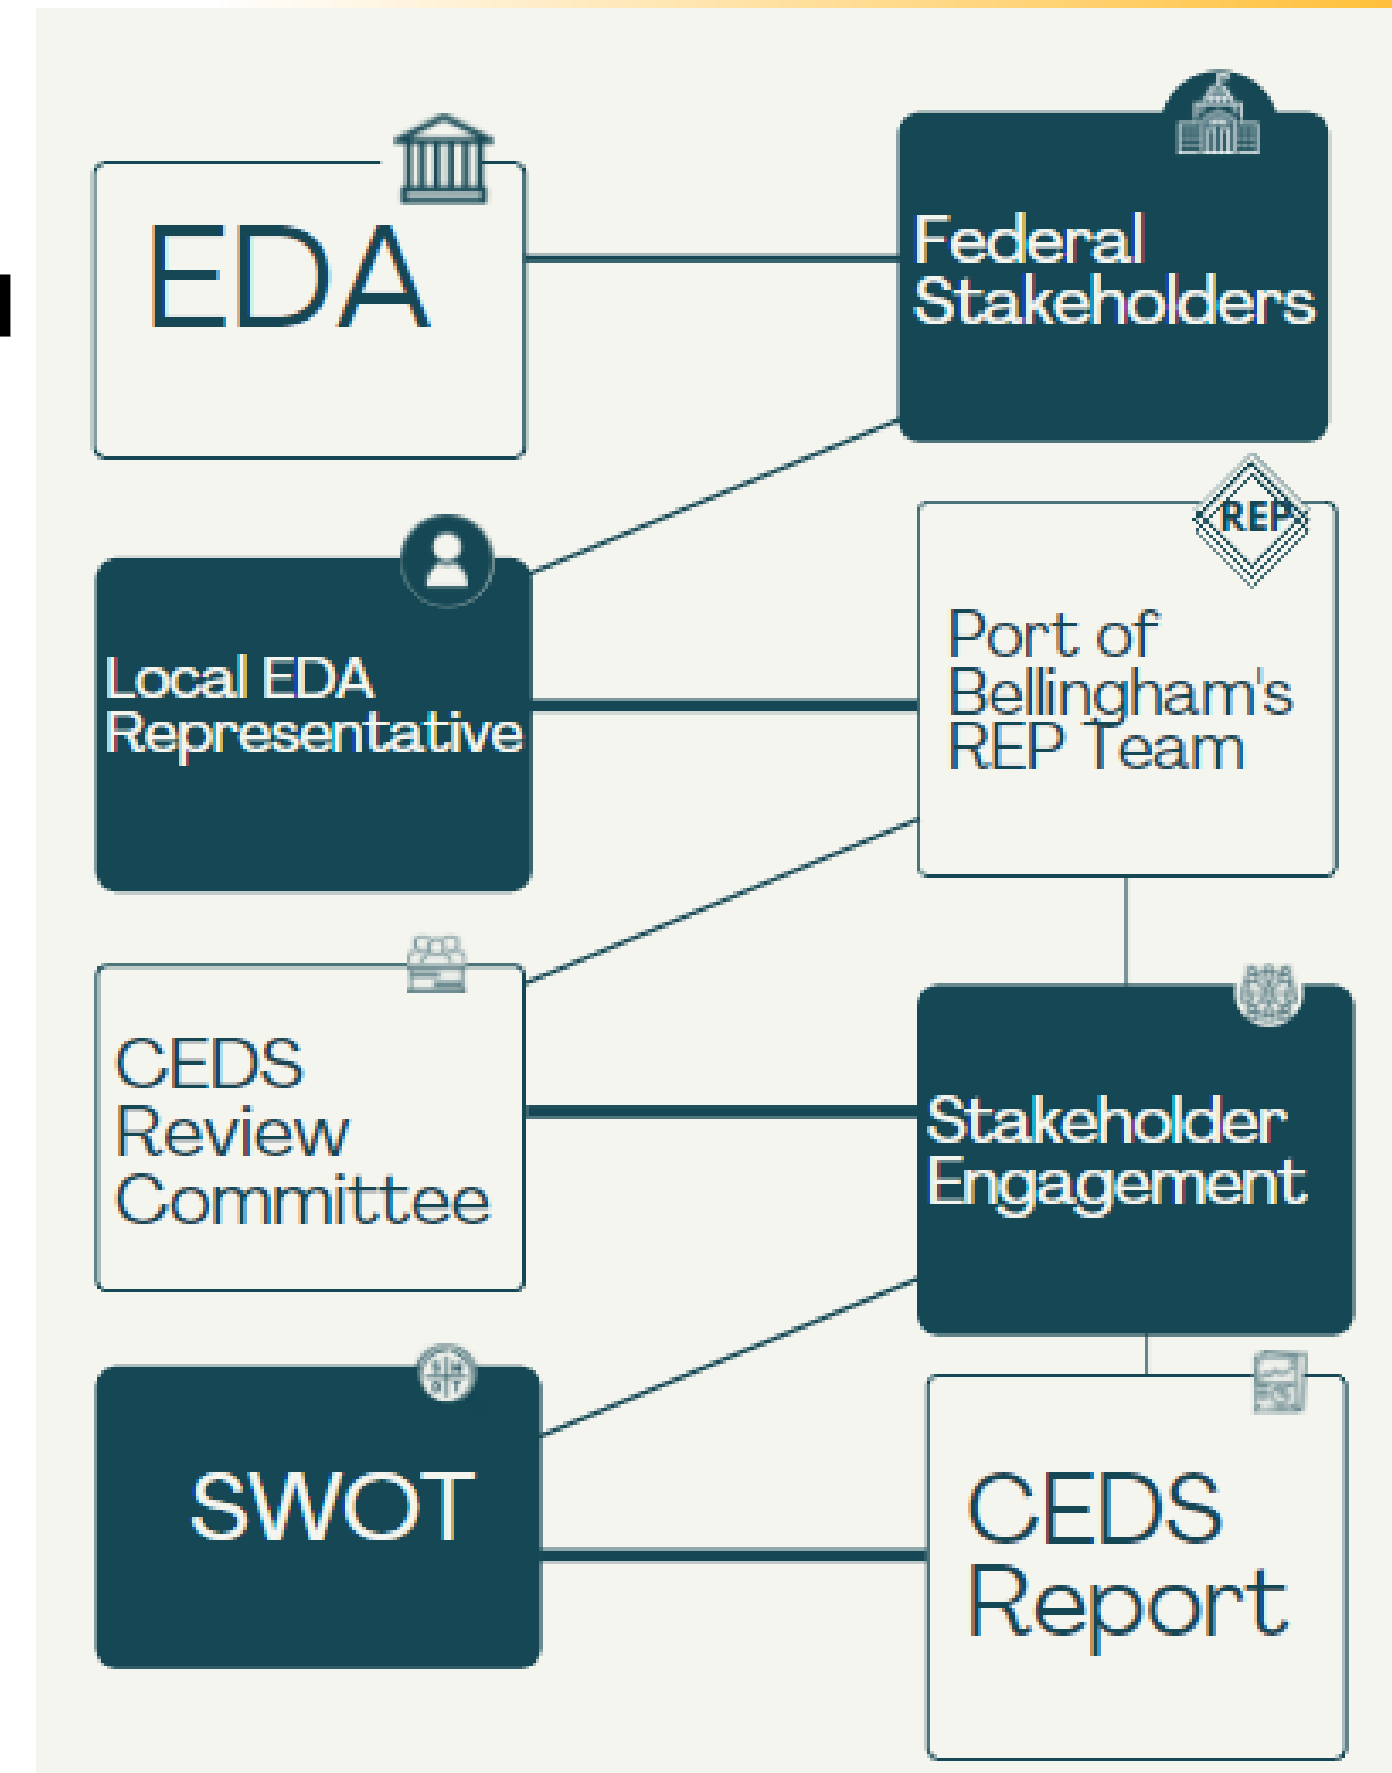 EDA
Federal
Stakeholders
REP
Local EDA
Representative
Port of
Bellingham's
REP Team
CEDS
Review
Committee
Stakeholder
Engagement
S W
O T
SWOT
CEDS
Report